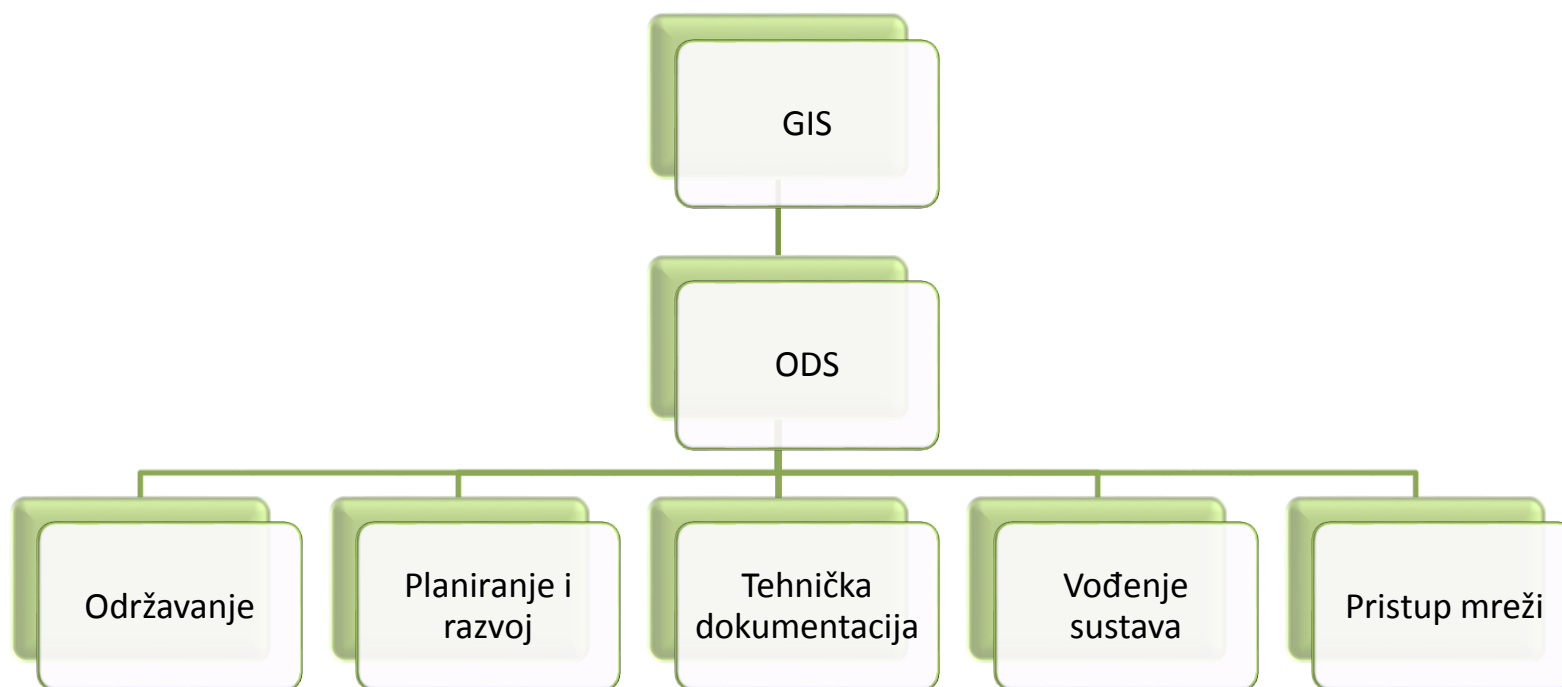 GIS
ODS
Održavanje
Planiranje i
razvoj
Tehnička
dokumentacija
Vođenje
sustava
Pristup mreži